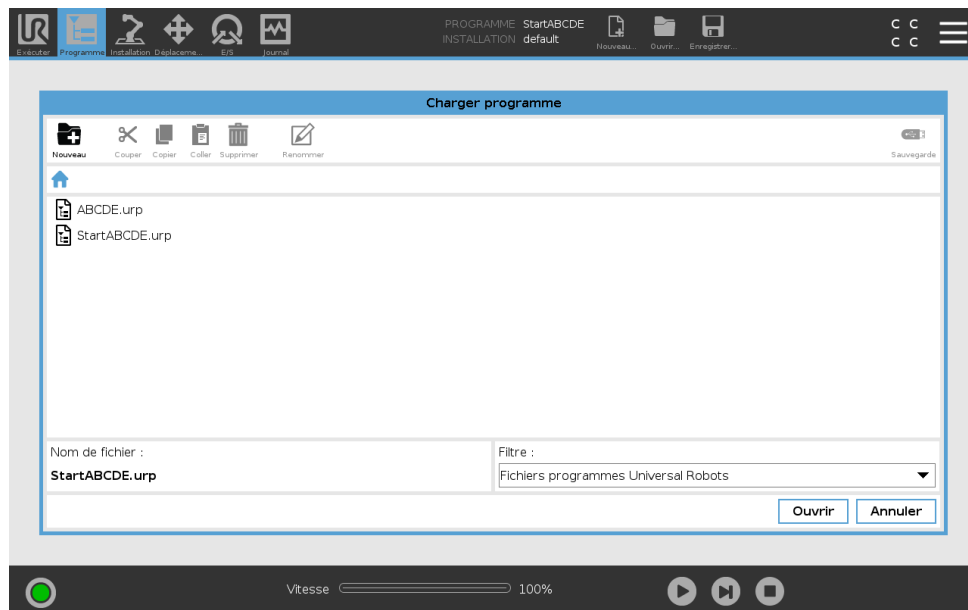 PROGRAMME StartABCDE
INSTALLATION default
Exécuter Programme Installation Déplaceme... E/S Journal Nouveau... Ouvrir... Enregistrer...
C C
C C
Charger programme
Nouveau Couper Copier Coller Supprimer Renommer Sauvegarde
ABCDE.urp
StartABCDE.urp
Nom de fichier :
StartABCDE.urp
Filtre :
Fichiers programmes Universal Robots
Ouvrir Annuler
Vitesse 100%